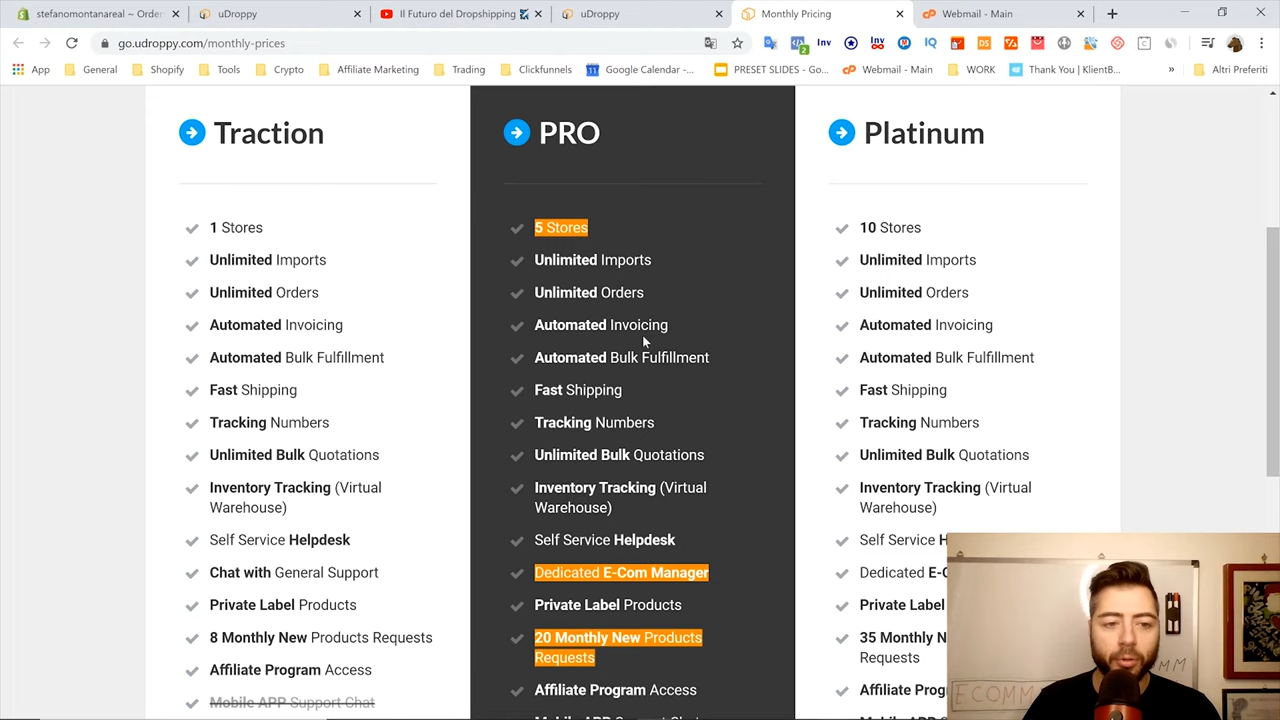 stefanomontanareal ~ Order
uDroppy
Il Futuro del Dropshipping
uDroppy
Monthly Pricing
Webmail - Main
go.udroppy.com/monthly-prices
App
General
Shopify
Tools
Crypto
Affiliate Marketing
Trading
Clickfunnels
Google Calendar -...
PRESET SLIDES - Go...
Webmail - Main
WORK
Thank You | KlientB...
»
Altri Preferiti
Traction
1 Stores
Unlimited Imports
Unlimited Orders
Automated Invoicing
Automated Bulk Fulfillment
Fast Shipping
Tracking Numbers
Unlimited Bulk Quotations
Inventory Tracking (Virtual
Warehouse)
Self Service Helpdesk
Chat with General Support
Private Label Products
8 Monthly New Products Requests
Affiliate Program Access
Mobile APP Support Chat
PRO
5 Stores
Unlimited Imports
Unlimited Orders
Automated Invoicing
Automated Bulk Fulfillment
Fast Shipping
Tracking Numbers
Unlimited Bulk Quotations
Inventory Tracking (Virtual
Warehouse)
Self Service Helpdesk
Dedicated E-Com Manager
Private Label Products
20 Monthly New Products
Requests
Affiliate Program Access
Platinum
10 Stores
Unlimited Imports
Unlimited Orders
Automated Invoicing
Automated Bulk Fulfillment
Fast Shipping
Tracking Numbers
Unlimited Bulk Quotations
Inventory Tracking (Virtual
Warehouse)
Self Service H
Dedicated E-C
Private Label
35 Monthly N
Requests
Affiliate Prog